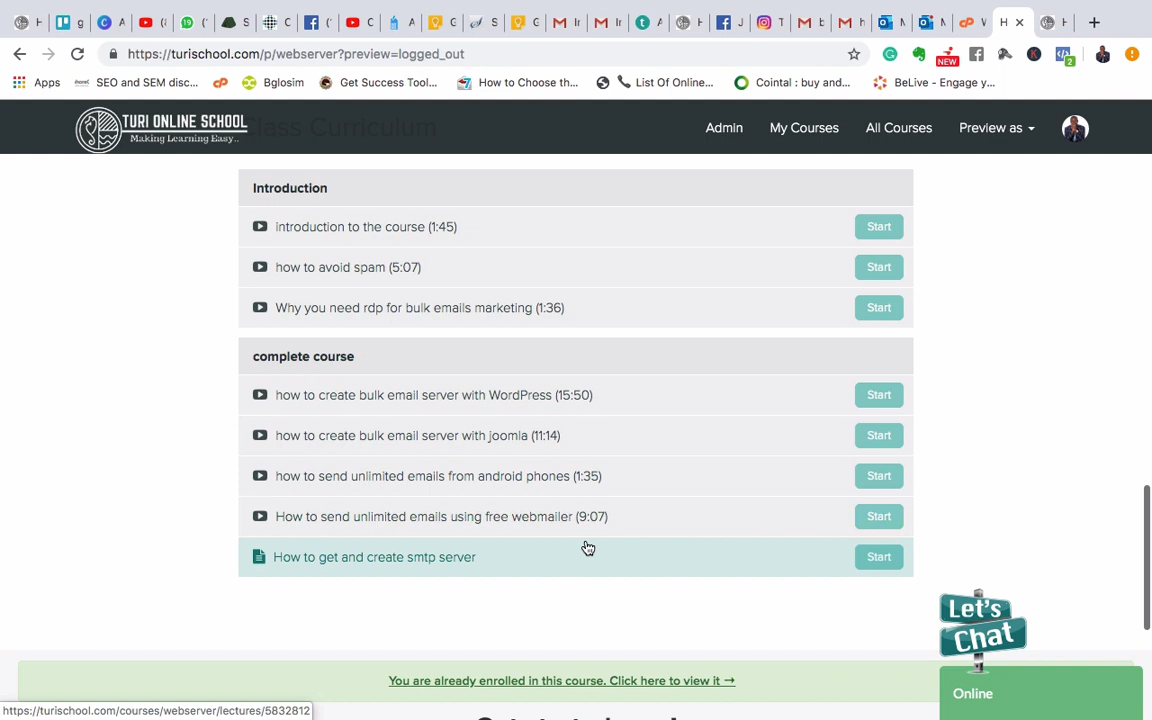 https://turischool.com/p/webserver?preview=logged_out
NEW
2
Apps
SEO and SEM disc...
Bglosim
Get Success Tool...
How to Choose the...
List Of Online...
Cointal : buy and...
BeLive - Engage y...
TURI ONLINE SCHOOL
Making Learning Easy..
Class Curriculum
Admin
My Courses
All Courses
Preview as
Introduction
introduction to the course (1:45)
Start
how to avoid spam (5:07)
Start
Why you need rdp for bulk emails marketing (1:36)
Start
complete course
how to create bulk email server with WordPress (15:50)
Start
how to create bulk email server with joomla (11:14)
Start
how to send unlimited emails from android phones (1:35)
Start
How to send unlimited emails using free webmailer (9:07)
Start
How to get and create smtp server
Start
Let's
Chat
You are already enrolled in this course. Click here to view it →
Online
https://turischool.com/courses/webserver/lectures/5832812